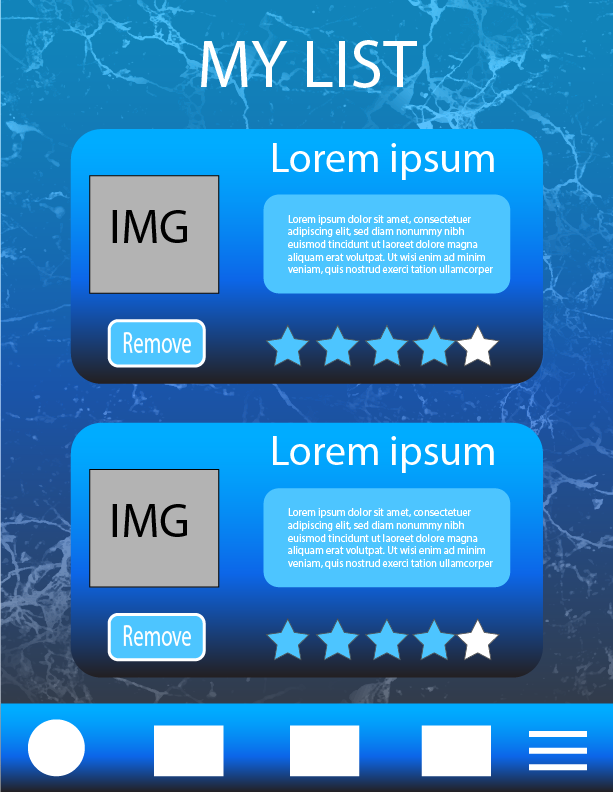 MY LIST
Lorem ipsum
IMG
Lorem ipsum dolor sit amet, consectetuer
adipiscing elit, sed diam nonummy nibh
euismod tincidunt ut laoreet dolore magna
aliquam erat volutpat. Ut wisi enim ad minim
veniam, quis nostrud exerci tation ullamcorper
Remove
Lorem ipsum
IMG
Lorem ipsum dolor sit amet, consectetuer
adipiscing elit, sed diam nonummy nibh
euismod tincidunt ut laoreet dolore magna
aliquam erat volutpat. Ut wisi enim ad minim
veniam, quis nostrud exerci tation ullamcorper
Remove